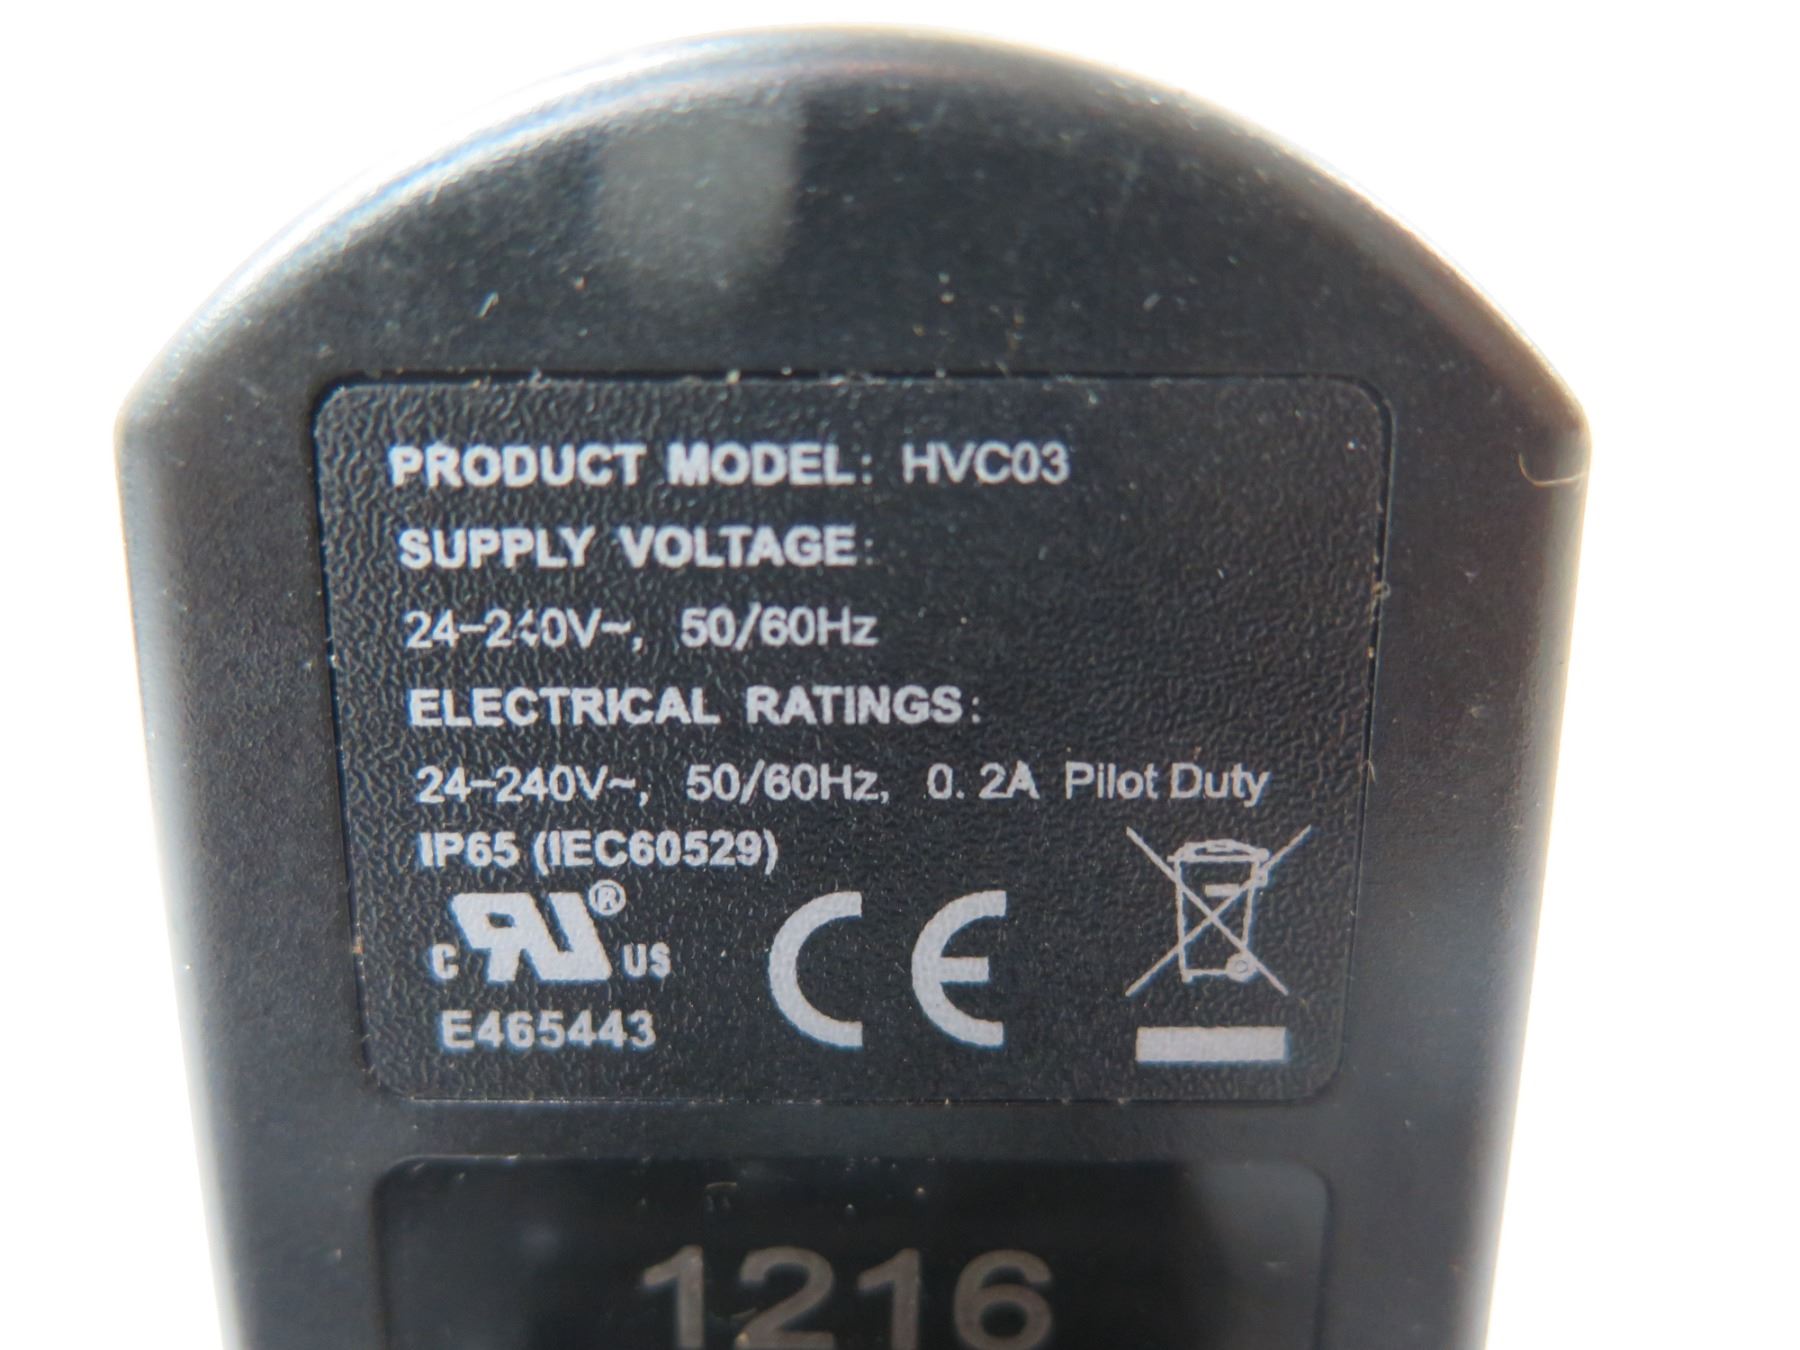 PRODUCT MODEL: HVC03
SUPPLY VOLTAGE:
24-240V~, 50/60Hz
ELECTRICAL RATINGS:
24-240V~, 50/60Hz, 0.2A Pilot Duty
IP65 (IEC60529)
c RU® US
CE
E465443
1216